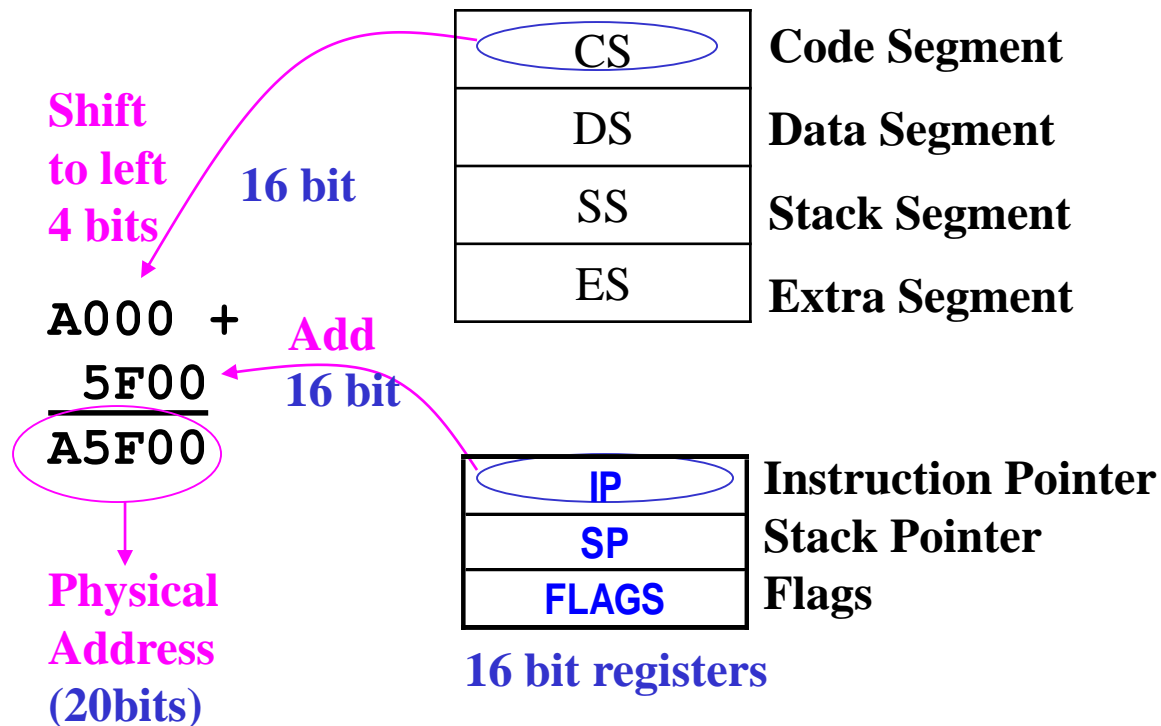 CS Code Segment
DS Data Segment
SS Stack Segment
ES Extra Segment
Shift
to left
4 bits
16 bit
A000 +
5F00
A5F00
Add
16 bit
Physical
Address
(20bits)
IP Instruction Pointer
SP Stack Pointer
FLAGS Flags
16 bit registers